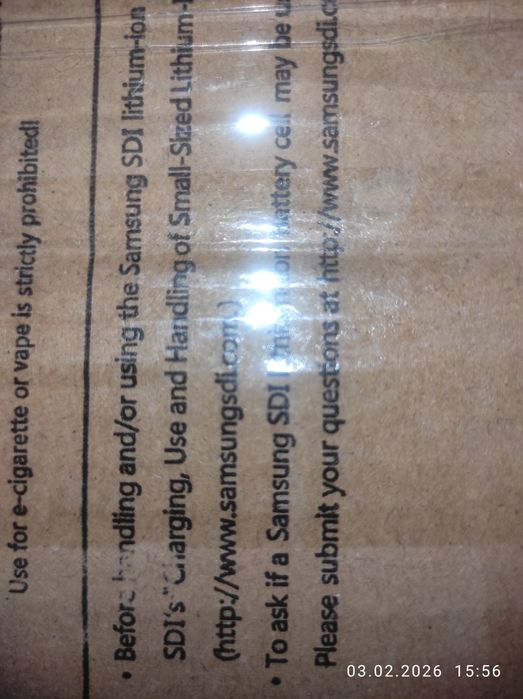 Use for e-cigarette or vape is strictly prohibited!
• Before handling and/or using the Samsung SDI lithium-ion
SDI's "Charging, Use and Handling of Small-Sized Lithium-
(http://www.samsungsdi.com)
• To ask if a Samsung SDI battery cell may be
Please submit your questions at http://www.samsungsdi.
03.02.2026 15:56